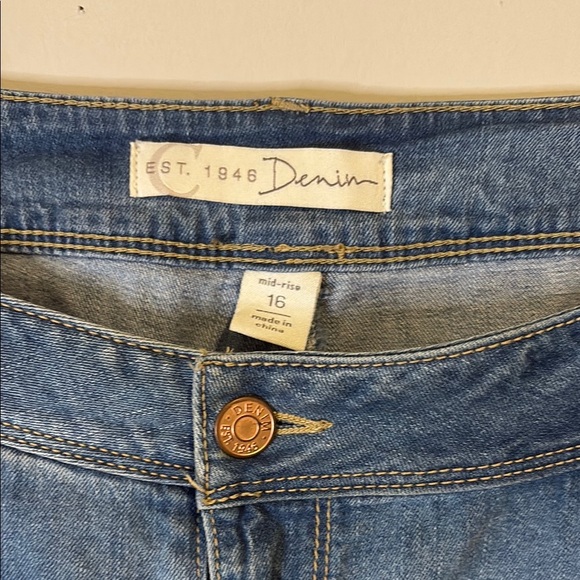 C
EST. 1946 Denim
mid-rise
16
made in
china
DENIM
EST. 1946